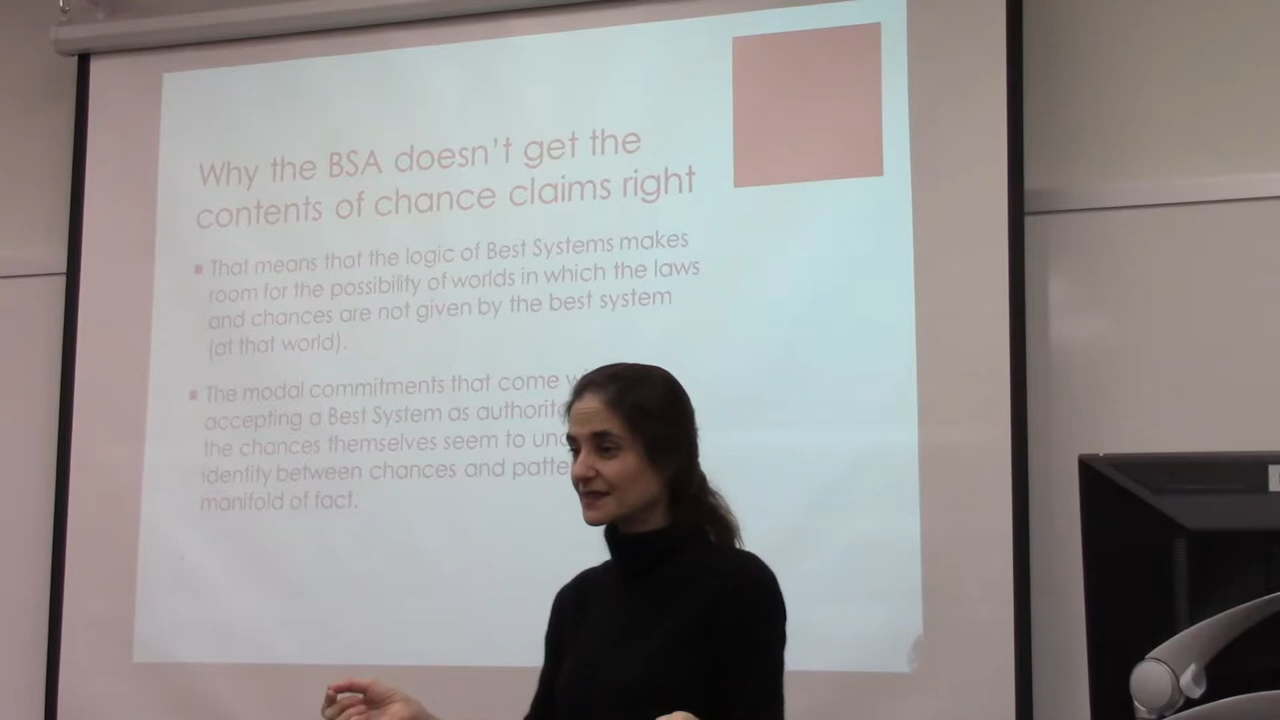 Why the BSA doesn't get the
contents of chance claims right
▪ That means that the logic of Best Systems makes
room for the possibility of worlds in which the laws
and chances are not given by the best system
(at that world).
▪ The modal commitments that come
accepting a Best System as
the chances themselves seem to
identity between chances and
manifold of fact.